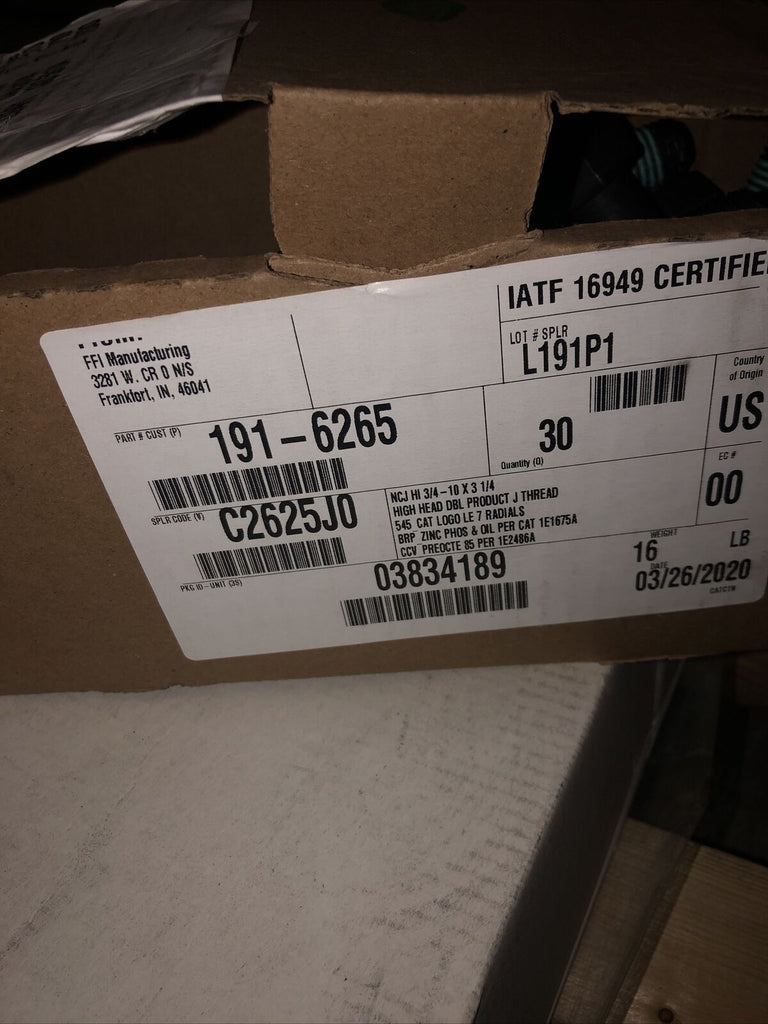 IATF 16949 CERTIFIE
FFI Manufacturing
3281 W. CR 0 N/S
Frankfort, IN, 46041
LOT # SPLR
L191P1
PART # CUST (P)
191-6265
30
Quantity (Q)
Country
of Origin
US
SPLR CODE (V)
C2625J0
NCJ HI 3/4-10 X 3 1/4
HIGH HEAD DBL PRODUCT J THREAD
545 CAT LOGO LE 7 RADIALS
BRP ZINC PHOS & OIL PER CAT 1E1675A
CCV PREOCTE 85 PER 1E2486A
EC #
00
PKG ID-UNIT (3S)
03834189
WEIGHT
16 LB
DATE
03/26/2020